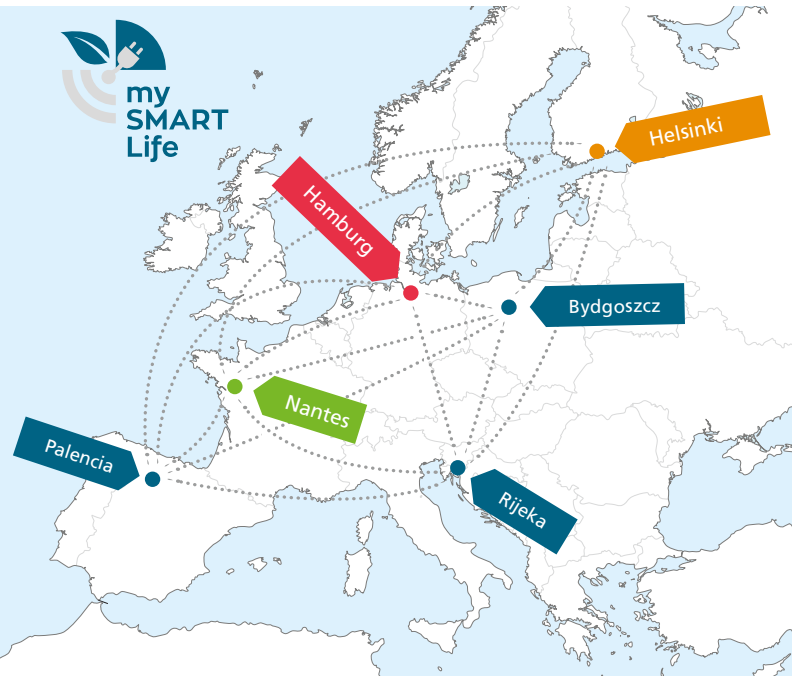 my
SMART
Life
Helsinki
Hamburg
Bydgoszcz
Nantes
Palencia
Rijeka